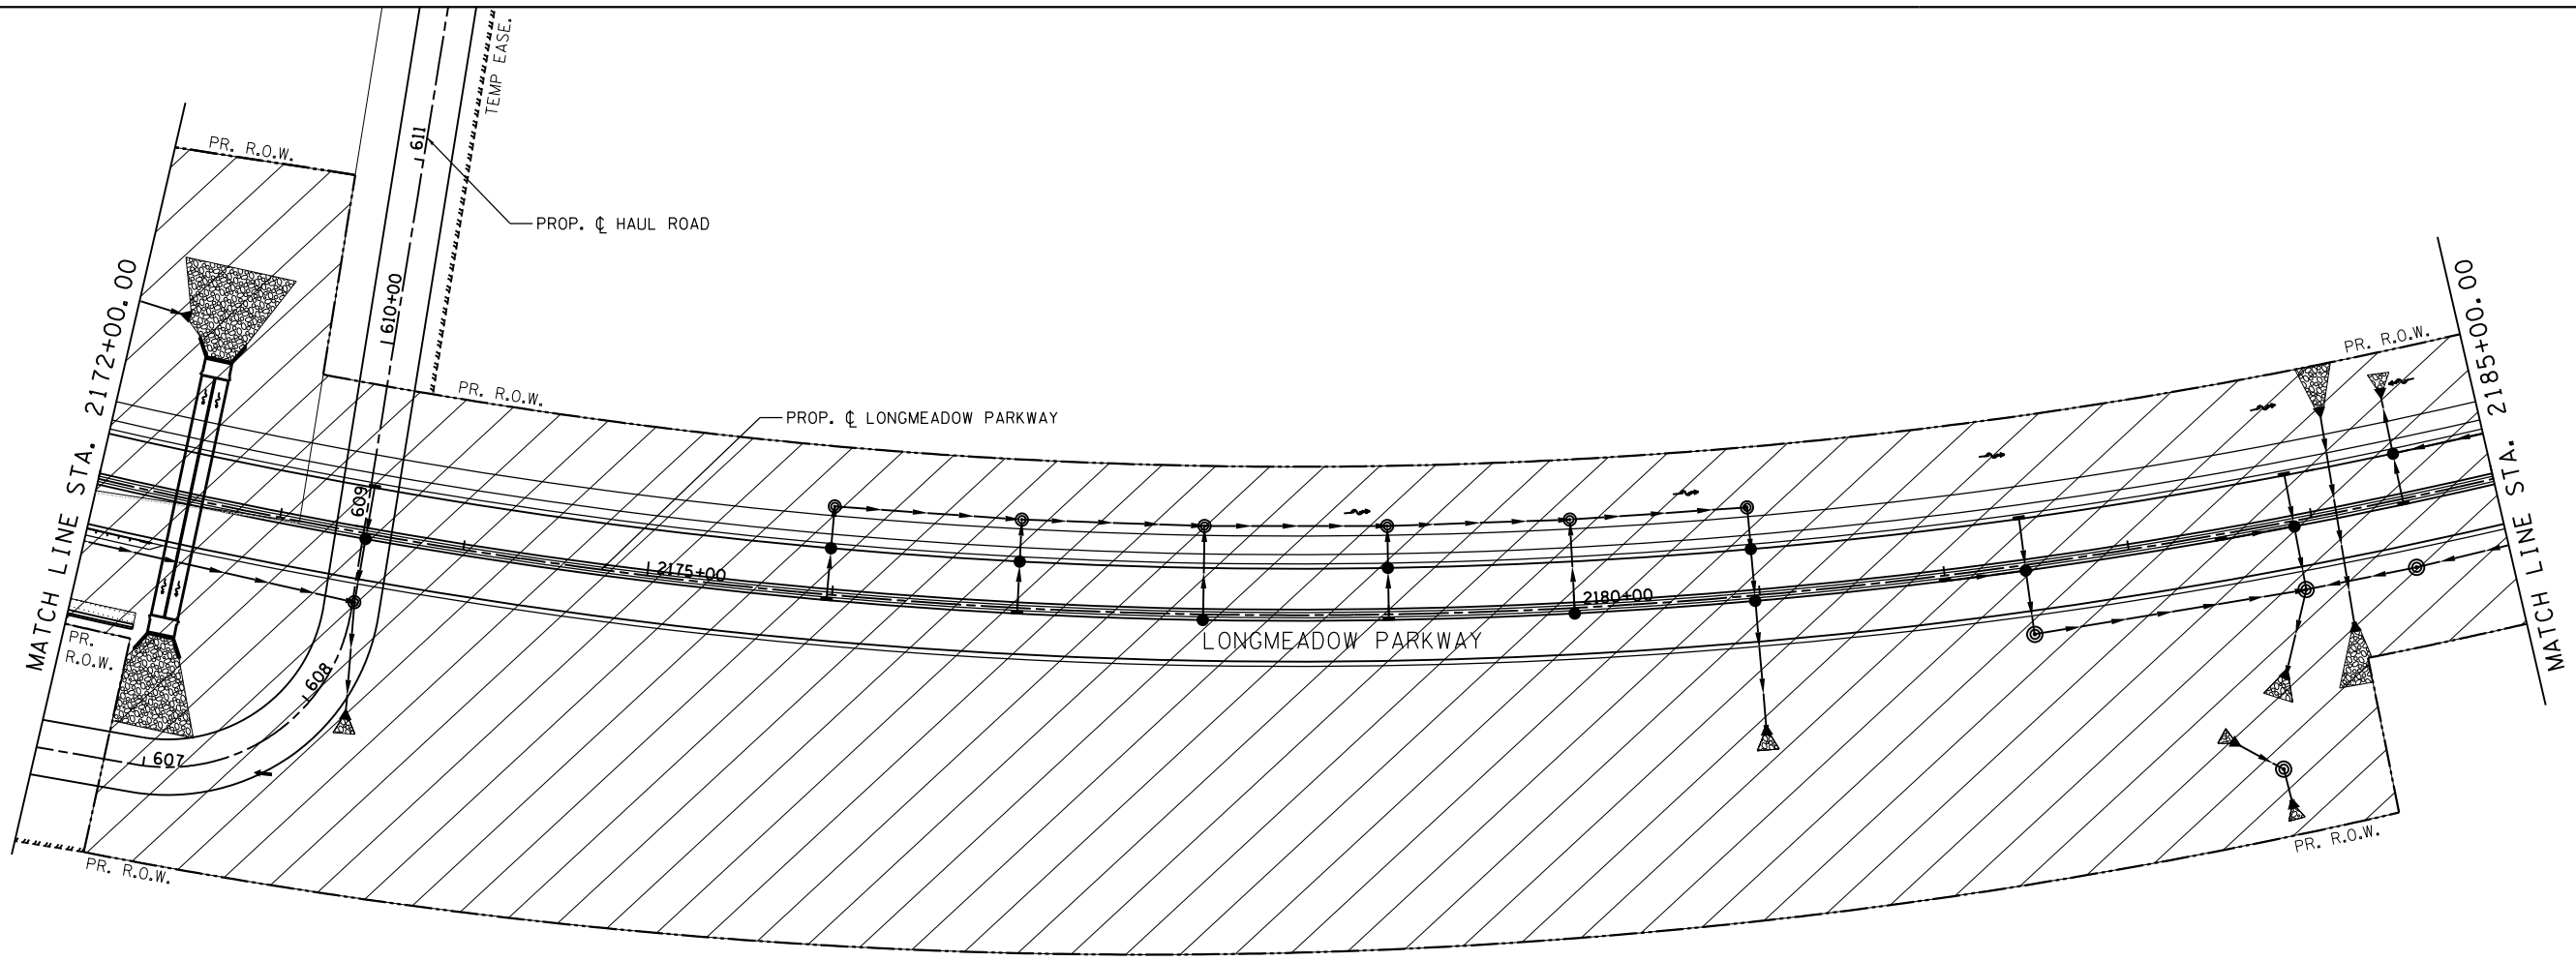 TEMP EASE.
611
PR. R.O.W.
PROP. ℄ HAUL ROAD
MATCH LINE STA. 2172+00.00
610+00
MATCH LINE STA. 2185+00.00
PR. R.O.W.
PR. R.O.W.
PROP. ℄ LONGMEADOW PARKWAY
609
2175+00
2180+00
LONGMEADOW PARKWAY
PR.
R.O.W.
608
607
PR. R.O.W.
PR. R.O.W.